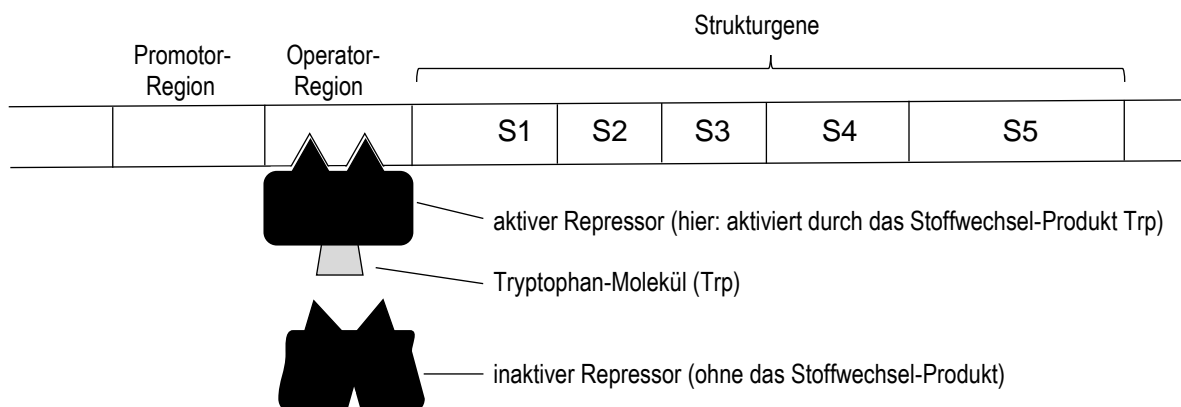 Strukturgene
Promotor-
Region
Operator-
Region
S1 S2 S3 S4 S5
aktiver Repressor (hier: aktiviert durch das Stoffwechsel-Produkt Trp)
Tryptophan-Molekül (Trp)
inaktiver Repressor (ohne das Stoffwechsel-Produkt)